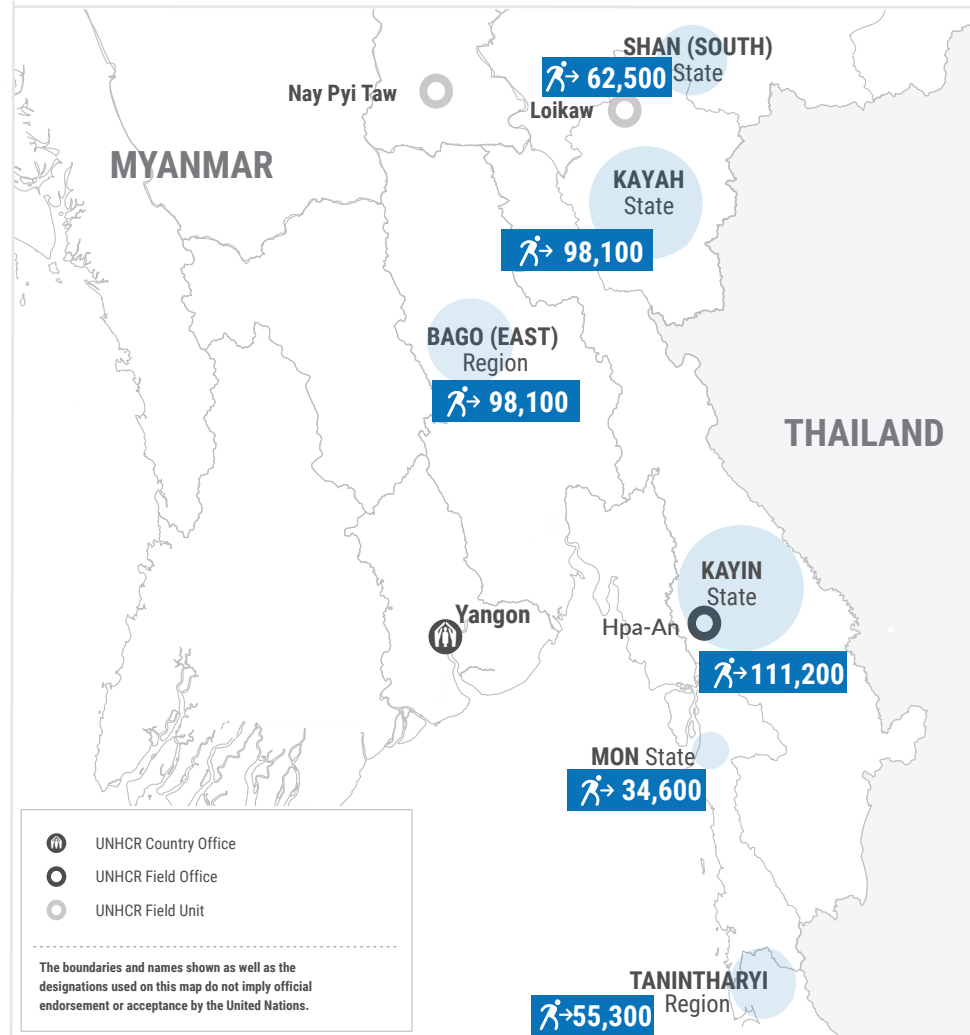 SHAN (SOUTH)
State
62,500
Nay Pyi Taw
Loikaw
MYANMAR
KAYAH
State
98,100
BAGO (EAST)
Region
98,100
THAILAND
KAYIN
State
Yangon
Hpa-An
111,200
MON State
34,600
UNHCR Country Office
UNHCR Field Office
UNHCR Field Unit
The boundaries and names shown as well as the
designations used on this map do not imply official
endorsement or acceptance by the United Nations.
TANINTHARYI
Region
55,300